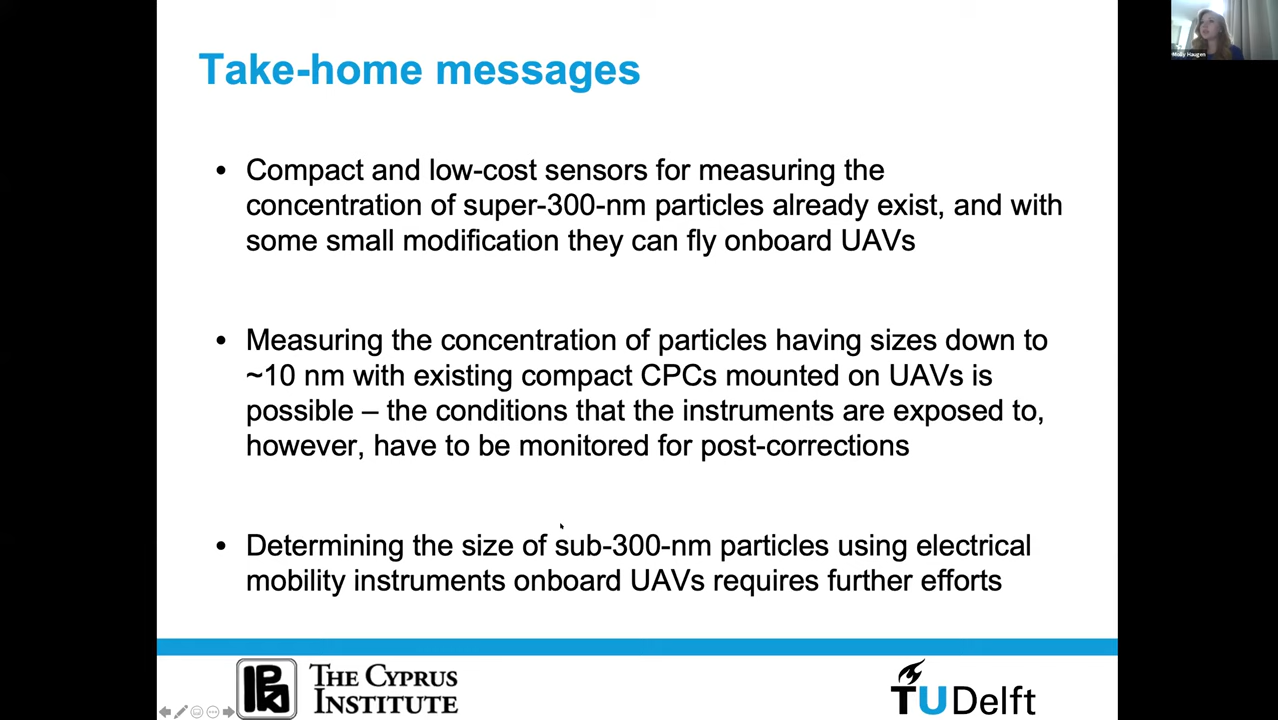 Molly Haugen
Take-home messages
• Compact and low-cost sensors for measuring the
concentration of super-300-nm particles already exist, and with
some small modification they can fly onboard UAVs
• Measuring the concentration of particles having sizes down to
~10 nm with existing compact CPCs mounted on UAVs is
possible – the conditions that the instruments are exposed to,
however, have to be monitored for post-corrections
• Determining the size of sub-300-nm particles using electrical
mobility instruments onboard UAVs requires further efforts
THE CYPRUS
INSTITUTE
TUDelft